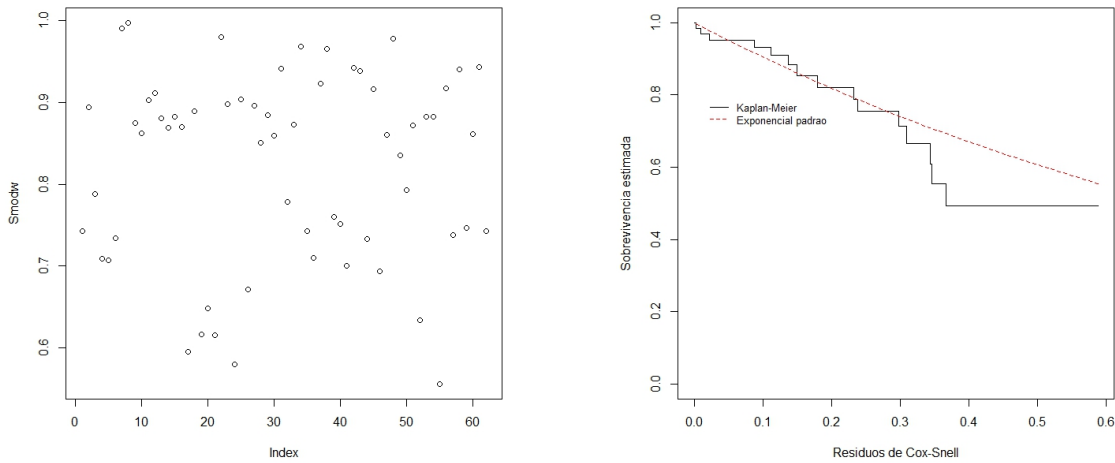 1.0
0.9
0.8
0.7
0.6
Smodw
0 10 20 30 40 50 60
Index
1.0
0.8
0.6
0.4
0.2
0.0
Sobrevivencia estimada
Kaplan-Meier
Exponencial padrao
0.0 0.1 0.2 0.3 0.4 0.5 0.6
Residuos de Cox-Snell